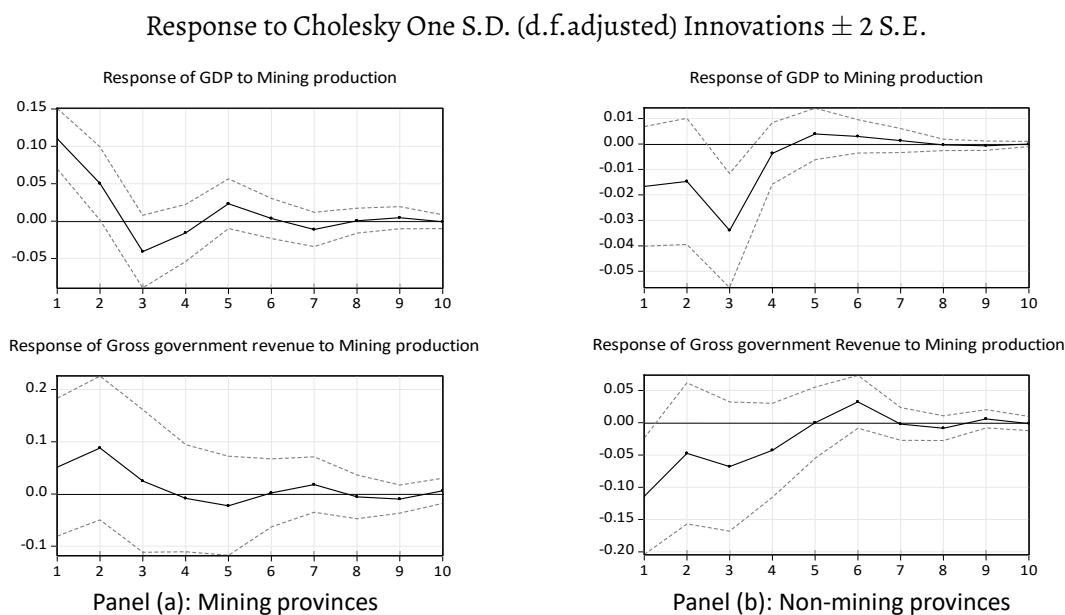 Response to Cholesky One S.D. (d.f.adjusted) Innovations ± 2 S.E.
Response of GDP to Mining production
0.15
0.10
0.05
0.00
-0.05
1 2 3 4 5 6 7 8 9 10
Response of GDP to Mining production
0.01
0.00
-0.01
-0.02
-0.03
-0.04
-0.05
1 2 3 4 5 6 7 8 9 10
Response of Gross government revenue to Mining production
0.2
0.1
0.0
-0.1
1 2 3 4 5 6 7 8 9 10
Panel (a): Mining provinces
Response of Gross government Revenue to Mining production
0.05
0.00
-0.05
-0.10
-0.15
-0.20
1 2 3 4 5 6 7 8 9 10
Panel (b): Non-mining provinces